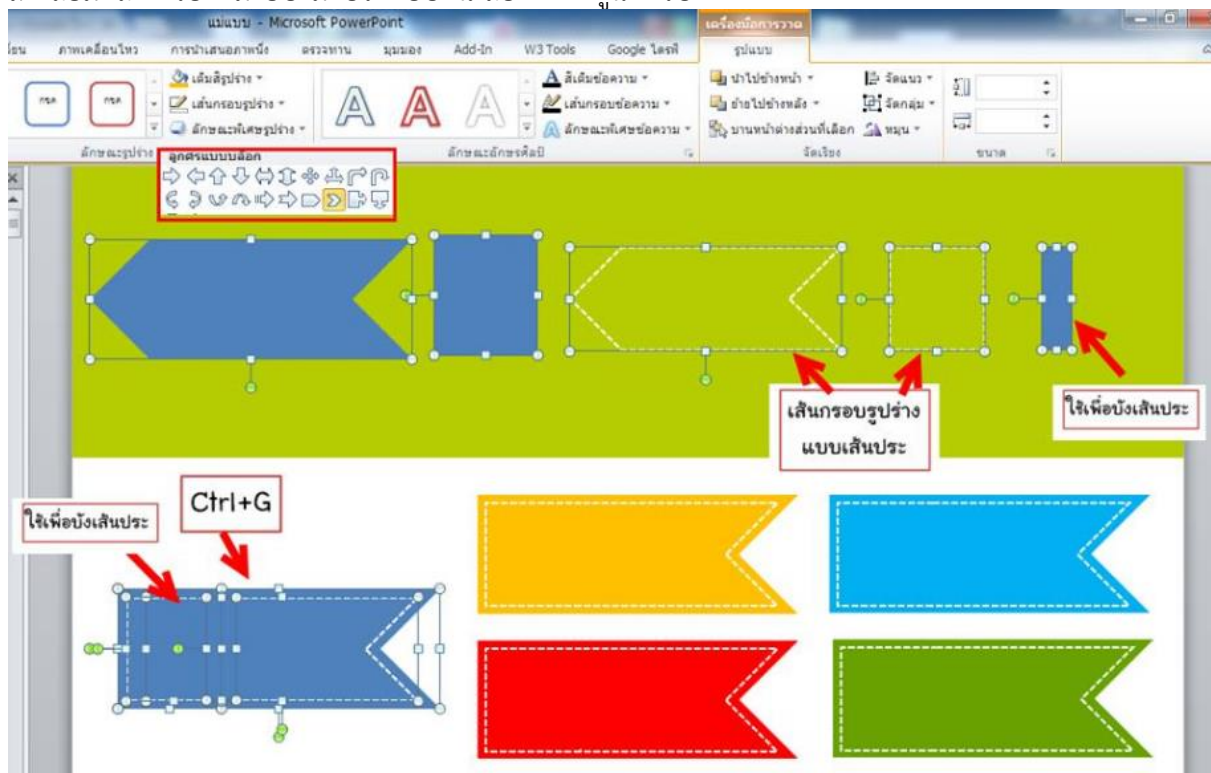 แม่แบบ - Microsoft PowerPoint
เครื่องมือการวาด
ภาพเคลื่อนไหว การนำเสนอภาพนิ่ง ตรวจทาน มุมมอง Add-In W3 Tools Google ไดรฟ์ รูปแบบ
กขค กขค เติมสีรูปร่าง A A A A สีเติมข้อความ นำไปข้างหน้า จัดแนว
เส้นกรอบรูปร่าง เส้นกรอบข้อความ ย้ายไปข้างหลัง จัดกลุ่ม
ลักษณะพิเศษรูปร่าง A ลักษณะพิเศษข้อความ บานหน้าต่างส่วนที่เลือก หมุน
ลักษณะรูปร่าง ลักษณะอักษรศิลป์ จัดเรียง ขนาด
ลูกศรแบบบล็อก
เส้นกรอบรูปร่าง
แบบเส้นประ
ใช้เพื่อบังเส้นประ
ใช้เพื่อบังเส้นประ
Ctrl+G